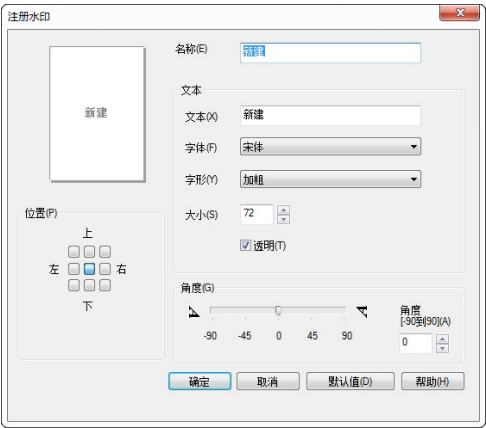 注册水印
名称(E)
新建
新建
文本
文本(X)
新建
字体(F)
宋体
字形(Y)
加粗
大小(S)
72
透明(T)
位置(P)
上
左
右
下
角度(G)
-90 -45 0 45 90
角度
[-90到90](A)
0
确定
取消
默认值(D)
帮助(H)